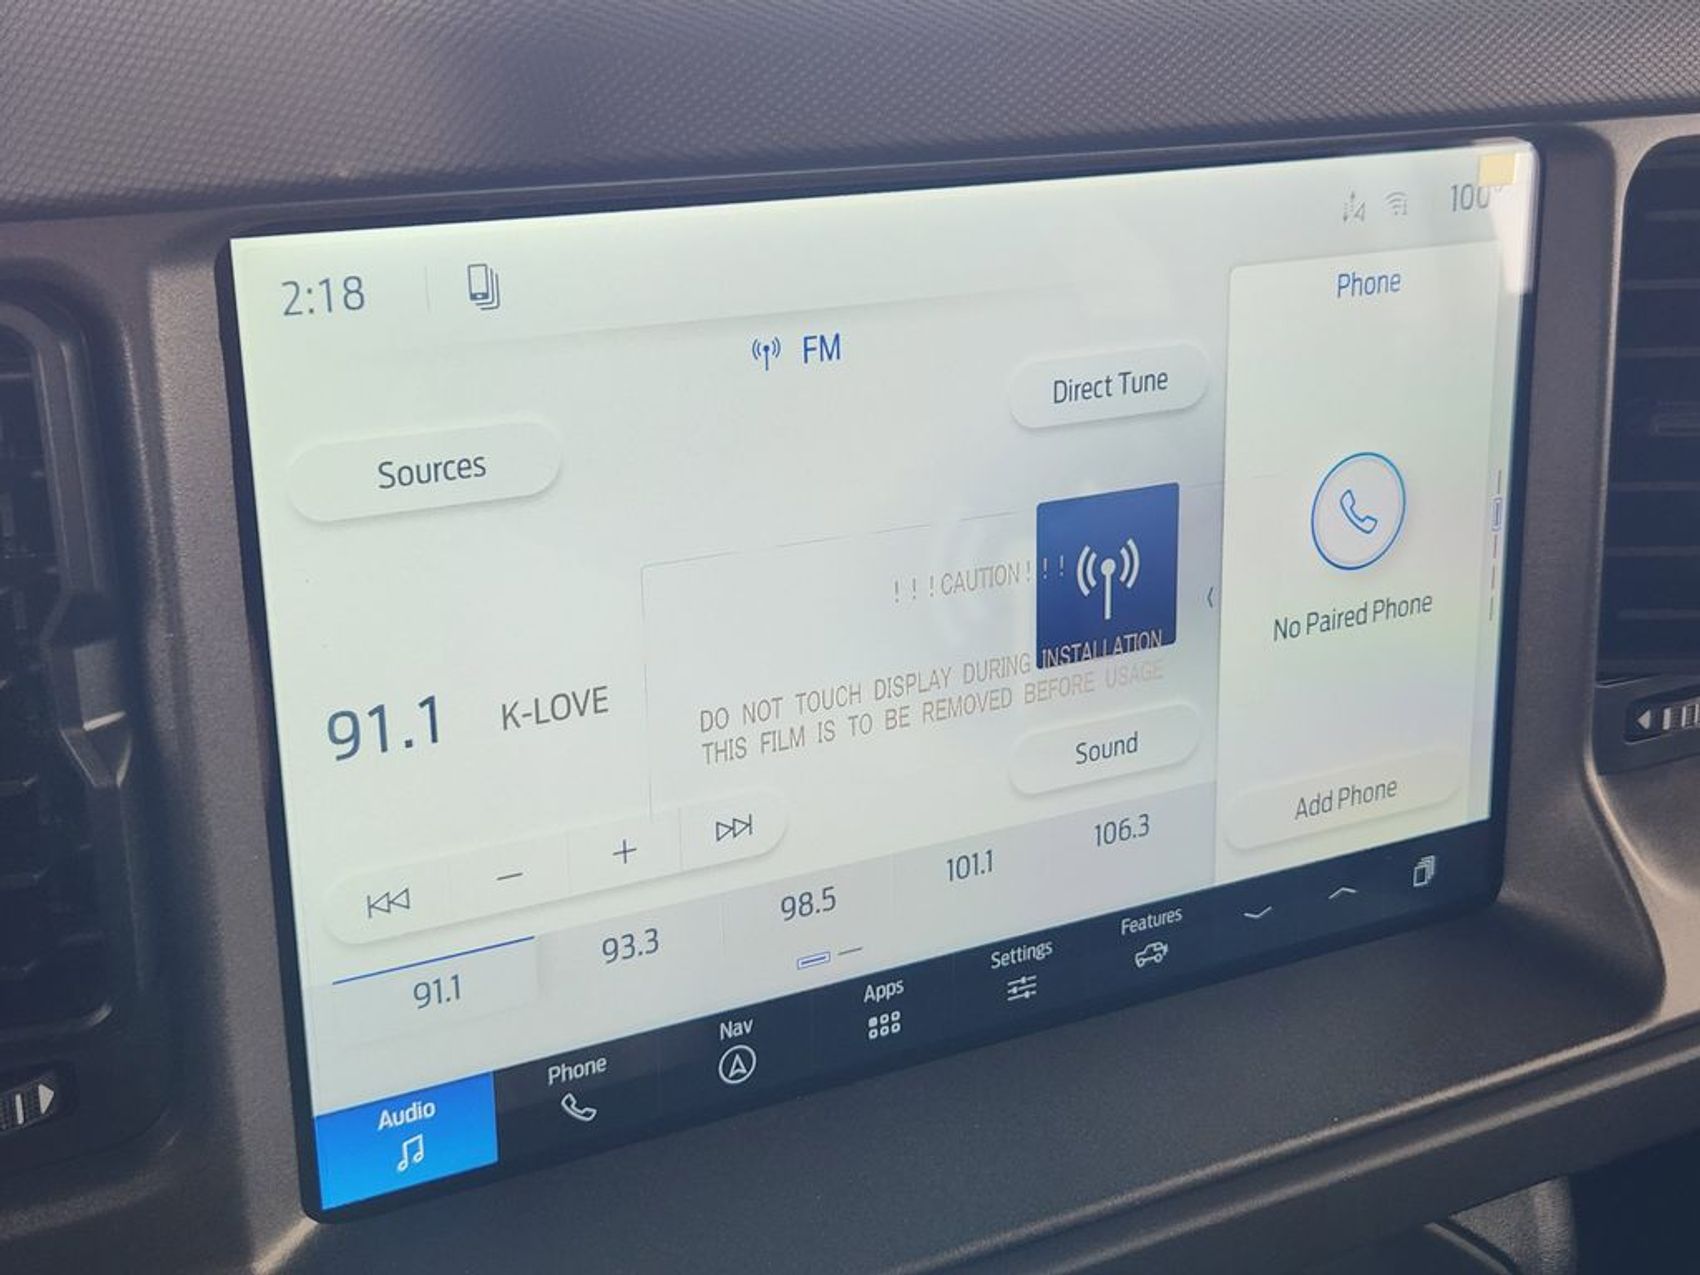 2:18
100°
FM
Direct Tune
Phone
Sources
! ! ! CAUTION ! ! !
DO NOT TOUCH DISPLAY DURING INSTALLATION
THIS FILM IS TO BE REMOVED BEFORE USAGE
91.1 K-LOVE
Sound
No Paired Phone
Add Phone
91.1
93.3
98.5
101.1
106.3
Audio
Phone
Nav
Apps
Settings
Features